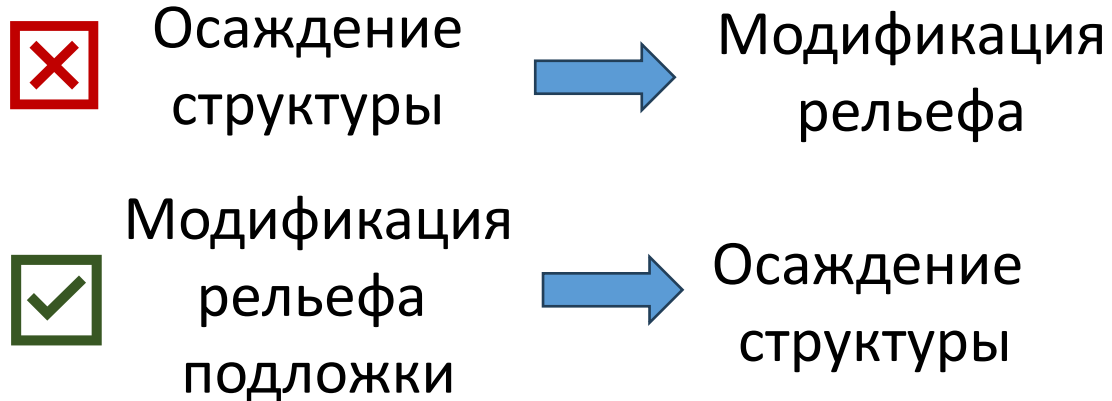 Осаждение
структуры
Модификация
рельефа
Модификация
рельефа
подложки
Осаждение
структуры